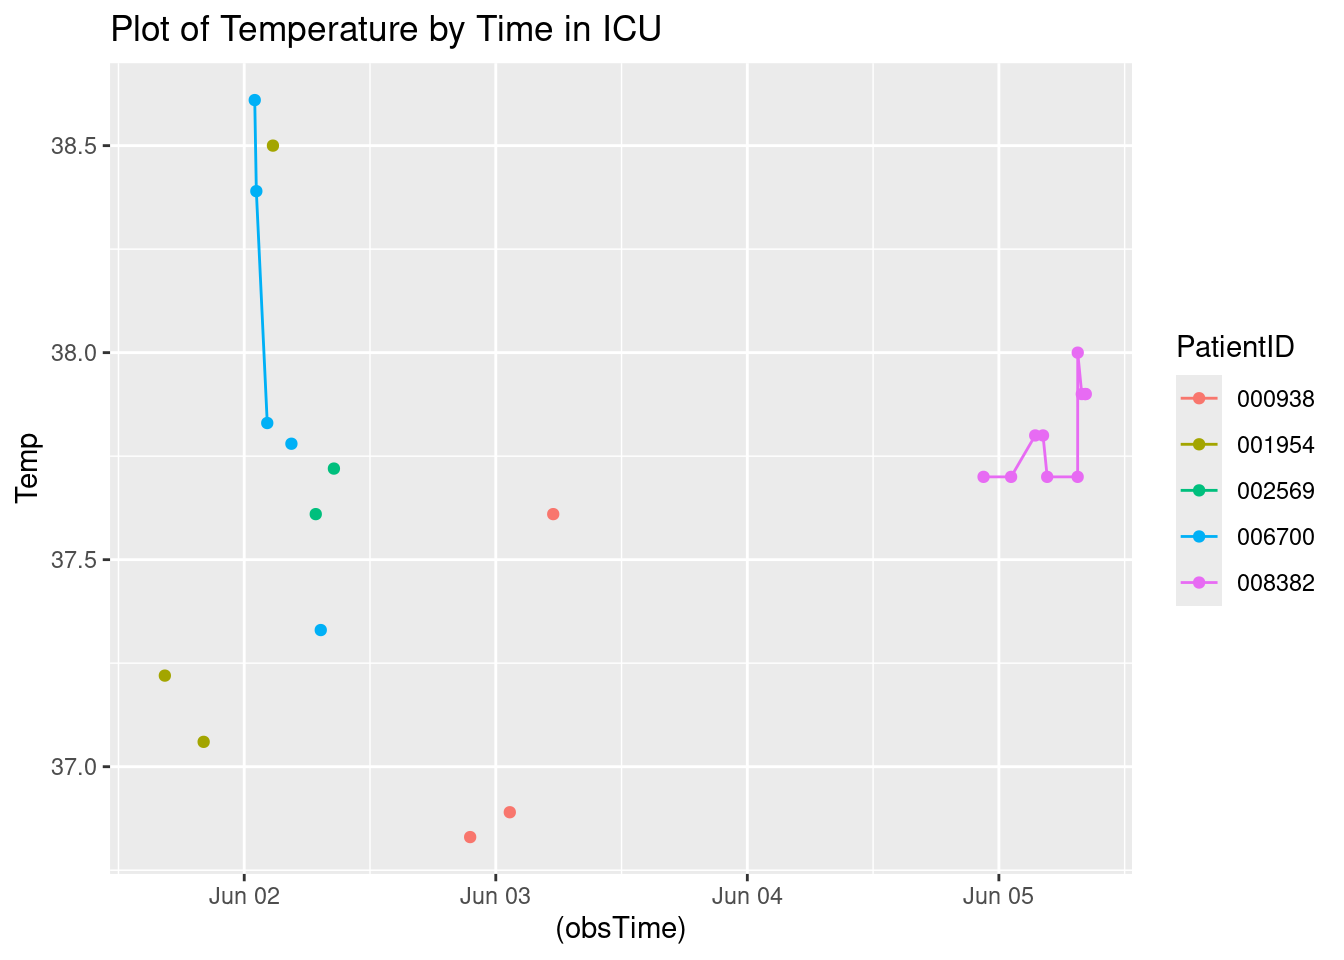 Plot of Temperature by Time in ICU
38.5
38.0
37.5
37.0
Temp
Jun 02
Jun 03
Jun 04
Jun 05
(obsTime)
PatientID
000938
001954
002569
006700
008382